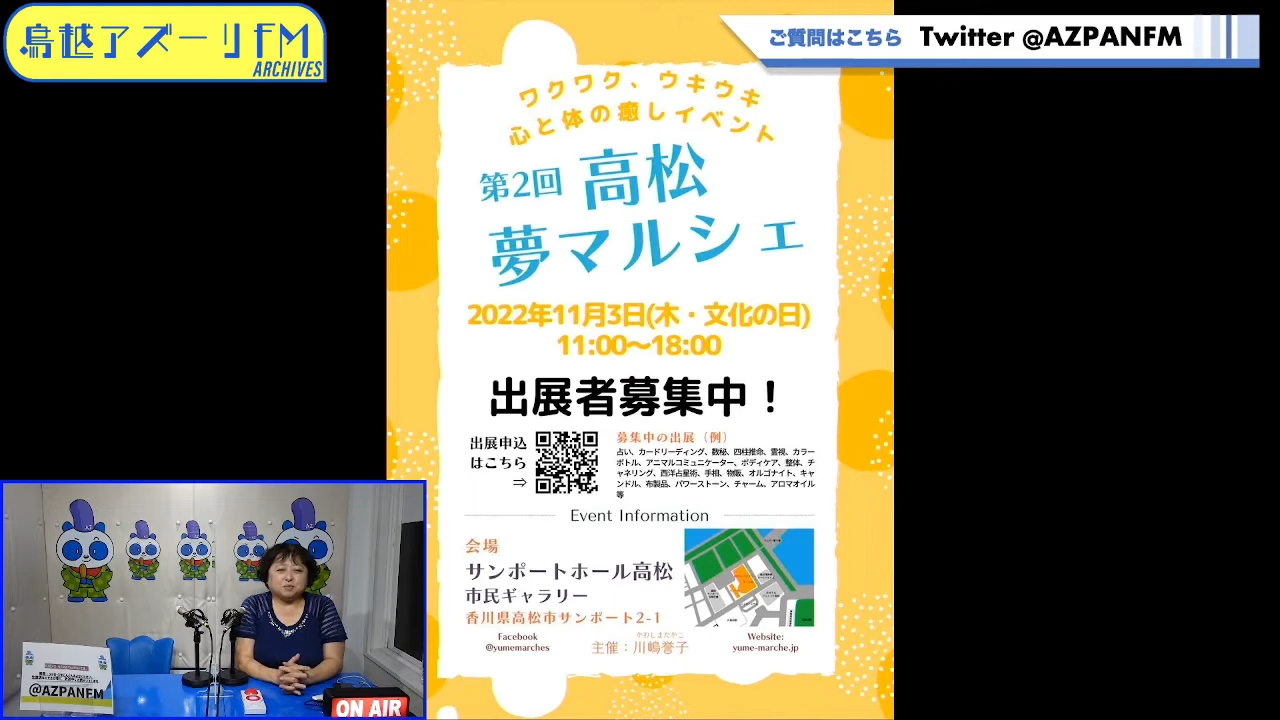 鳥越アズーリFM
ARCHIVES
ご質問はこちら Twitter @AZPANFM
ワクワク、ウキウキ
心と体の癒しイベント
第2回 高松
夢マルシェ
2022年11月3日(木・文化の日)
11:00〜18:00
出展者募集中！
出展申込
はこちら
⇒
募集中の出展（例）
占い、カードリーディング、数秘、四柱推命、霊視、カラー
ボトル、アニマルコミュニケーター、ボディケア、整体、チ
ャネリング、西洋占星術、手相、物販、オルゴナイト、キャ
ンドル、布製品、パワーストーン、チャーム、アロマオイル
等
Event Information
会場
サンポートホール高松
市民ギャラリー
香川県高松市サンポート2-1
Facebook
@yumemarches
かわしまたかこ
主催：川嶋誉子
Website:
yume-marche.jp
@AZPANFM
ON AIR